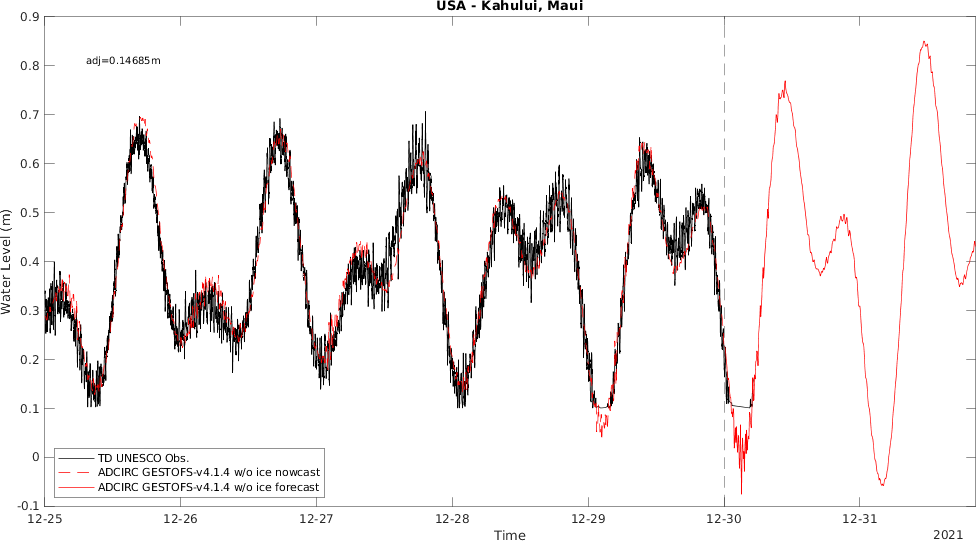 USA - Kahului, Maui
0.9
0.8
adj=0.14685m
0.7
0.6
0.5
0.4
0.3
0.2
0.1
0
-0.1
Water Level (m)
TD UNESCO Obs.
ADCIRC GESTOFS-v4.1.4 w/o ice nowcast
ADCIRC GESTOFS-v4.1.4 w/o ice forecast
12-25 12-26 12-27 12-28 12-29 12-30 12-31
Time
2021